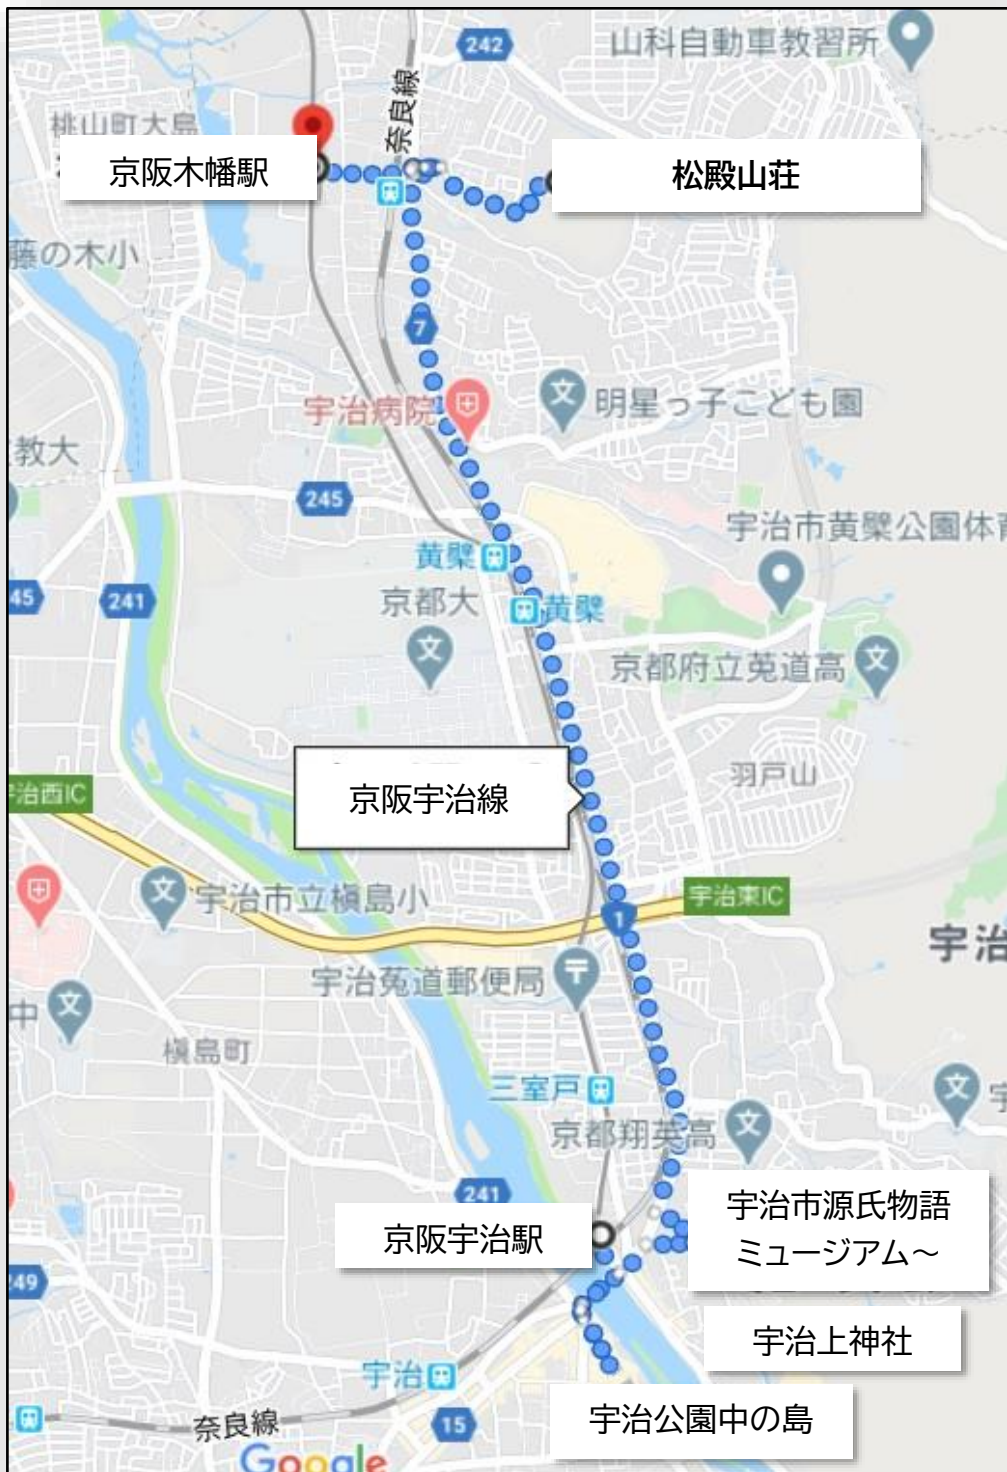 山科自動車教習所
242
桃山町大島
奈良線
京阪木幡駅
松殿山荘
藤の木小
7
宇治病院
明星っ子こども園
教大
245
宇治市黄檗公園体育
黄檗
45
241
京都大
黄檗
京都府立莵道高
羽戸山
京阪宇治線
宇治西IC
宇治市立槇島小
宇治東IC
1
宇治
宇治莵道郵便局
中
槇島町
三室戸
京都翔英高
宇
241
宇治市源氏物語
ミュージアム~
京阪宇治駅
249
宇治上神社
宇治
宇治公園中の島
奈良線
15
Google